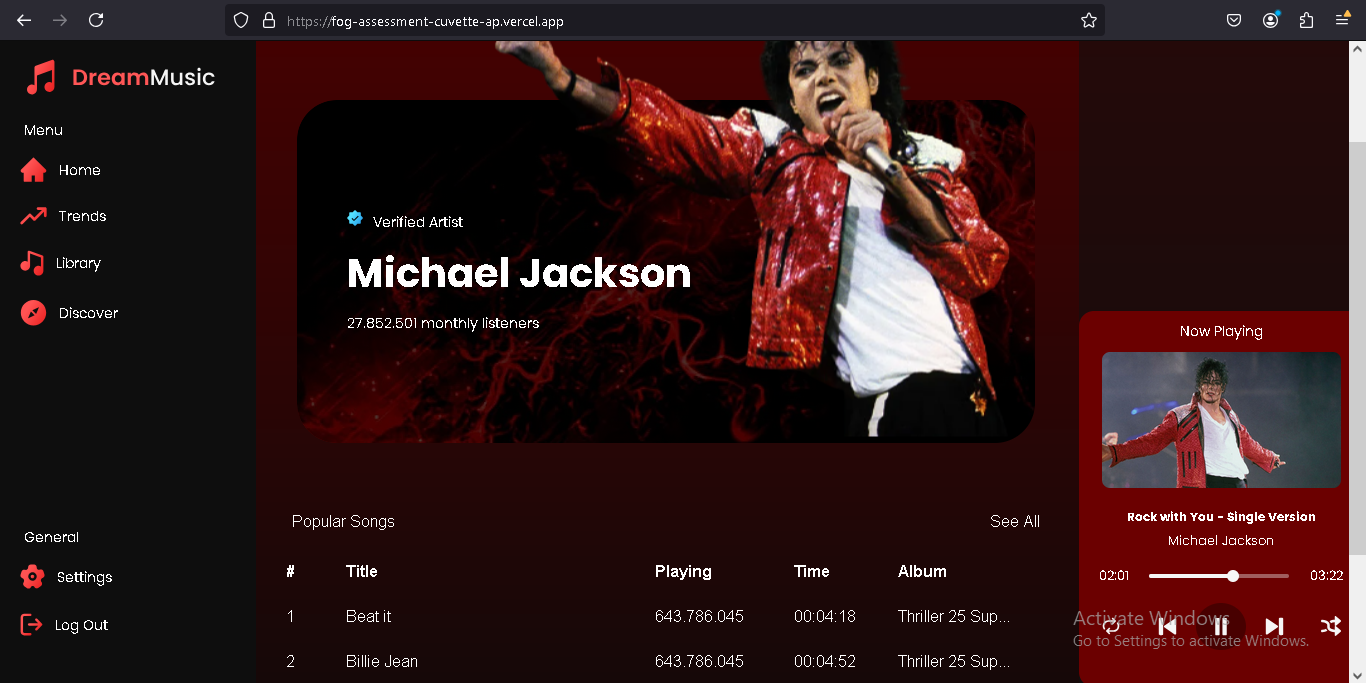 https://fog-assessment-cuvette-ap.vercel.app
DreamMusic
Menu
Home
Trends
Library
Discover
General
Settings
Log Out
Verified Artist
Michael Jackson
27.852.501 monthly listeners
Popular Songs See All
# Title Playing Time Album
1 Beat it 643.786.045 00:04:18 Thriller 25 Sup...
2 Billie Jean 643.786.045 00:04:52 Thriller 25 Sup...
Now Playing
Rock with You - Single Version
Michael Jackson
02:01 03:22
Activate Windows
Go to Settings to activate Windows.